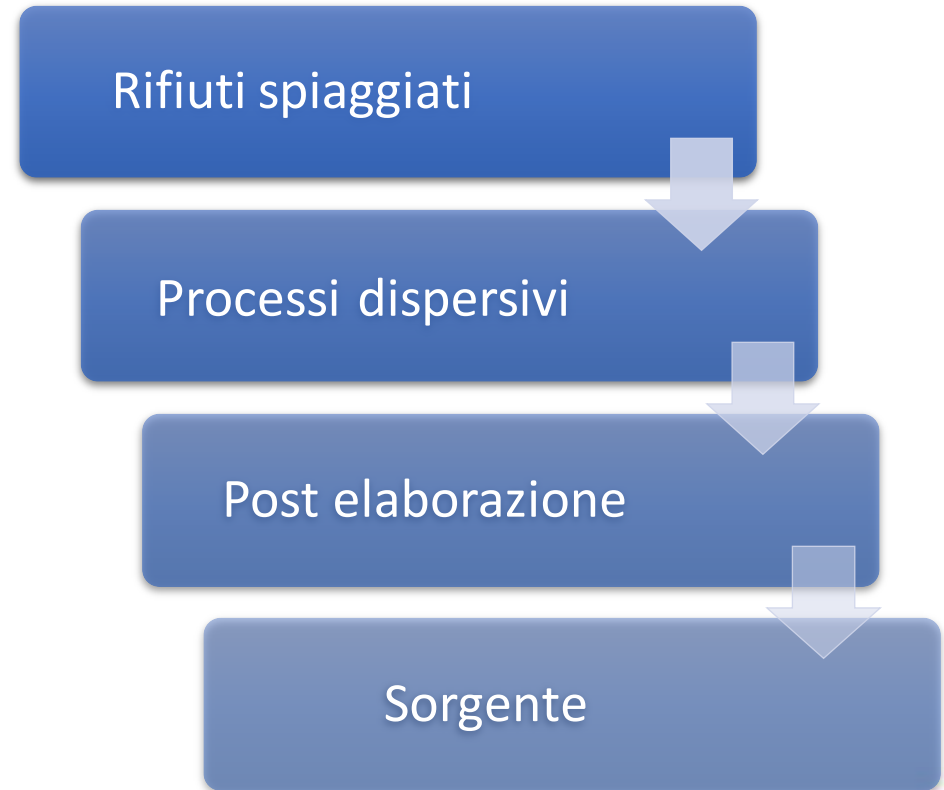 Rifiuti spiaggiati
Processi dispersivi
Post elaborazione
Sorgente